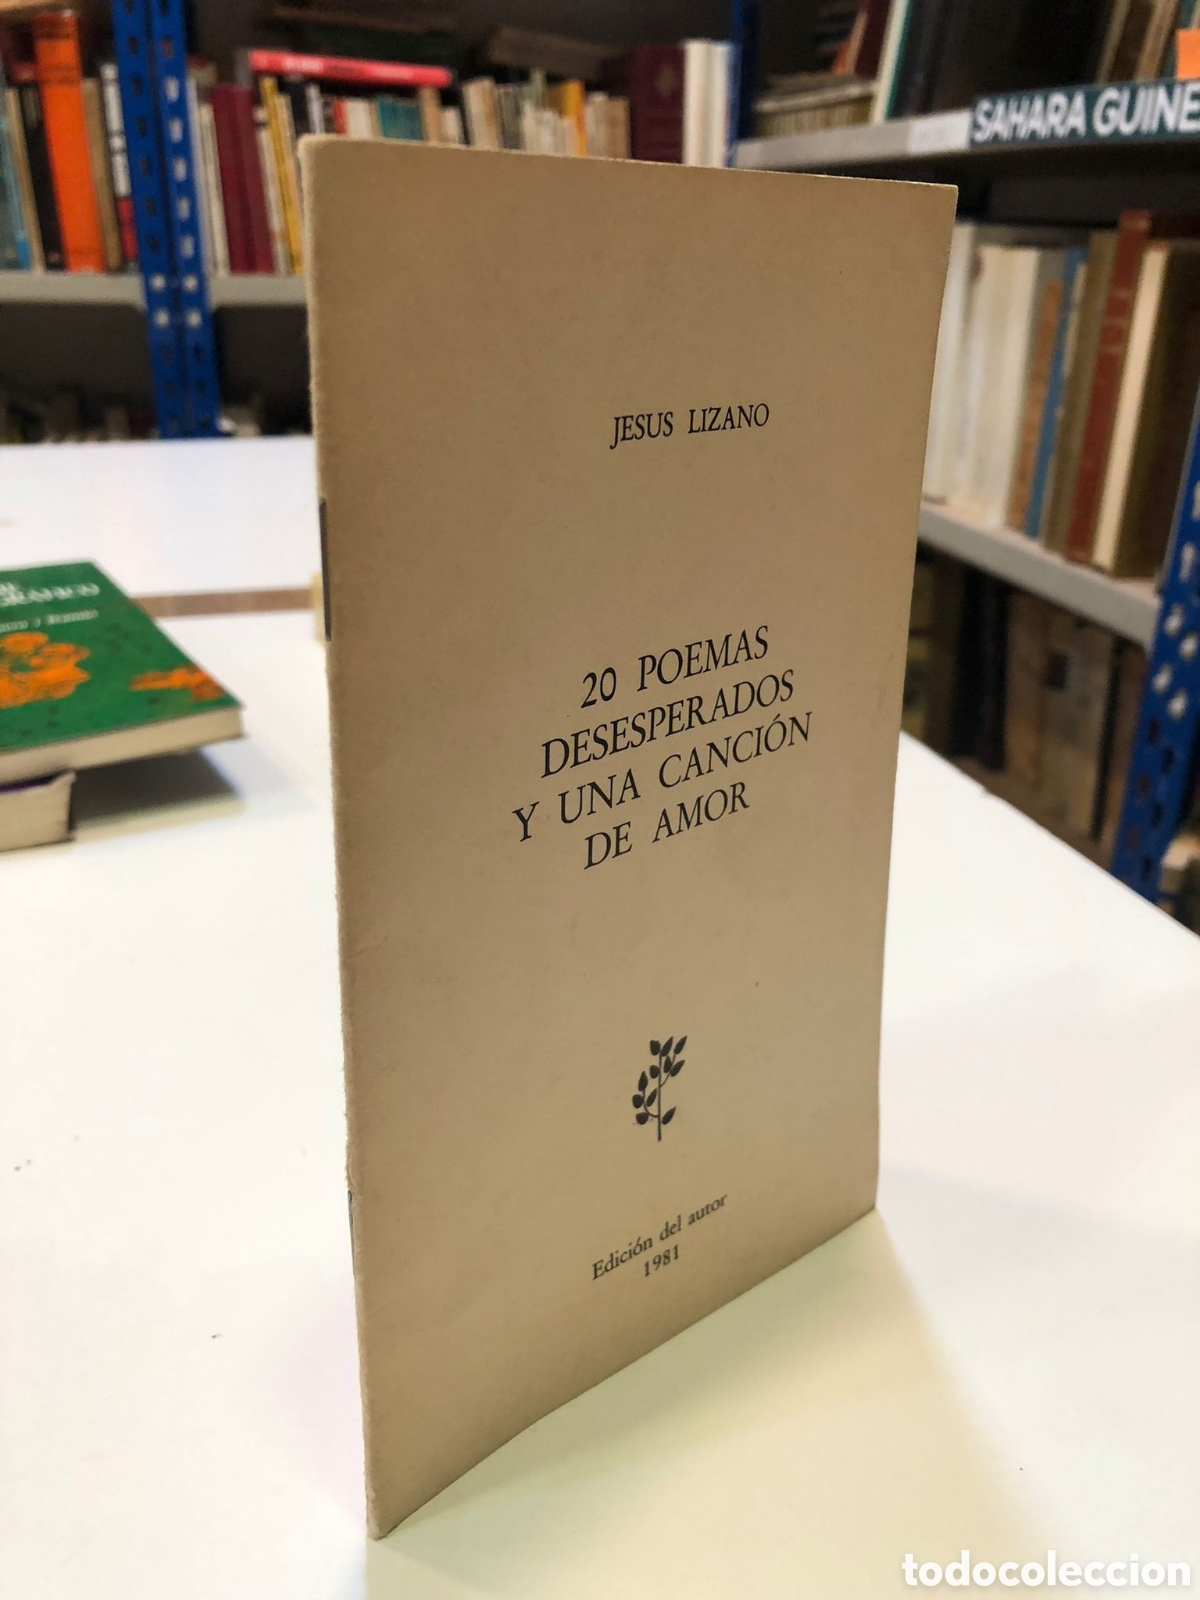 SAHARA GUINE
JESUS LIZANO
20 POEMAS
DESESPERADOS
Y UNA CANCIÓN
DE AMOR
Edición del autor
1981
todocoleccion